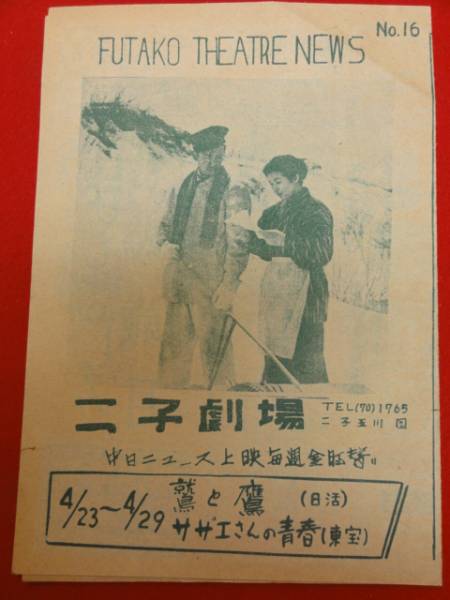 No.16
FUTAKO THEATRE NEWS
二子劇場
TEL(70)1765
二子玉川
中日ニュース上映毎週金曜替
4/23～4/29
鷲と鷹 (日活)
サザエさんの青春(東宝)